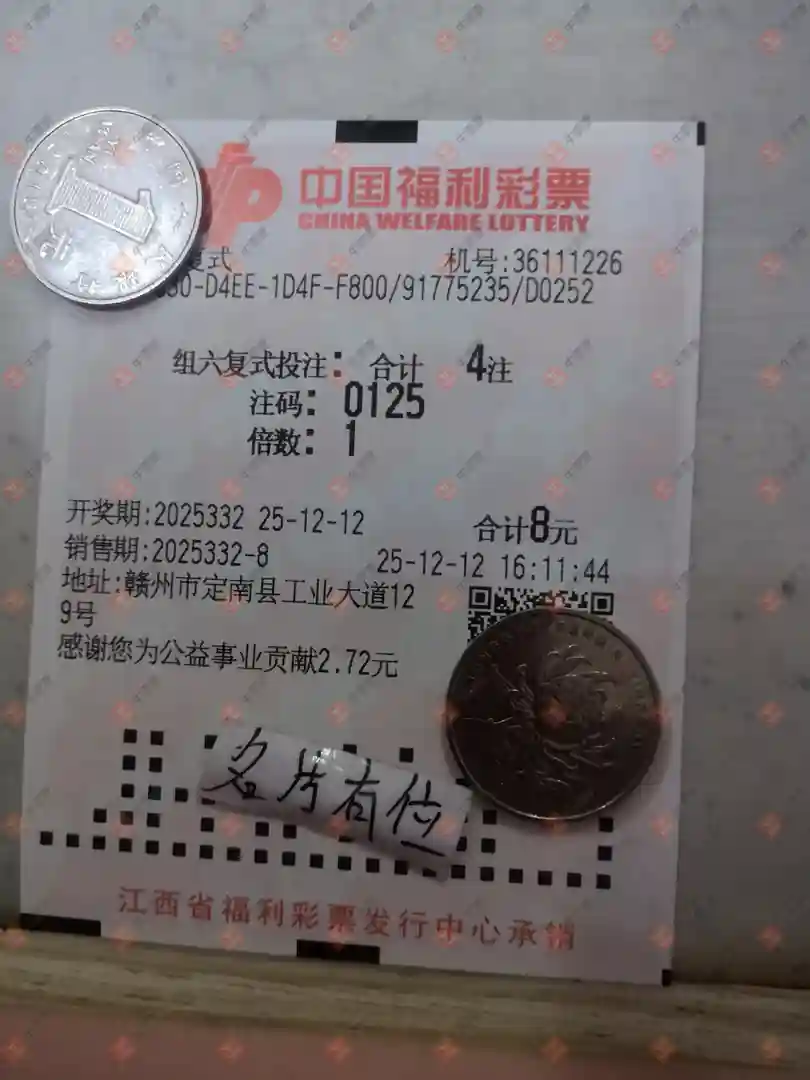 中国福利彩票
CHINA WELFARE LOTTERY
复式 机号:36111226
30-D4EE-1D4F-F800/91775235/D0252
组六复式投注: 合计 4注
注码: 0125
倍数: 1
开奖期:2025332 25-12-12 合计8元
销售期:2025332-8 25-12-12 16:11:44
地址:赣州市定南县工业大道12
9号
感谢您为公益事业贡献2.72元
名片有位
江西省福利彩票发行中心承销